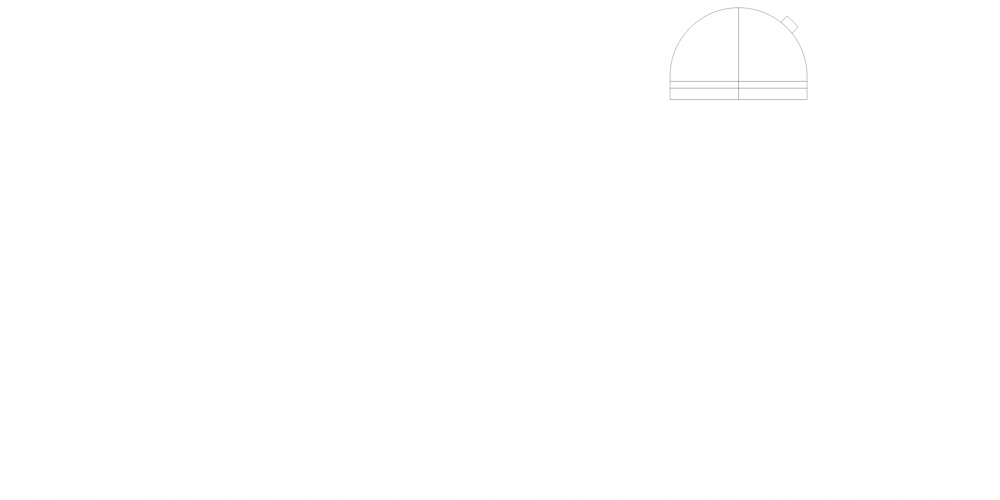 MUCMA
MUSEO DE LAS CIENCIAS
DE CASTILLA-LA MANCHA